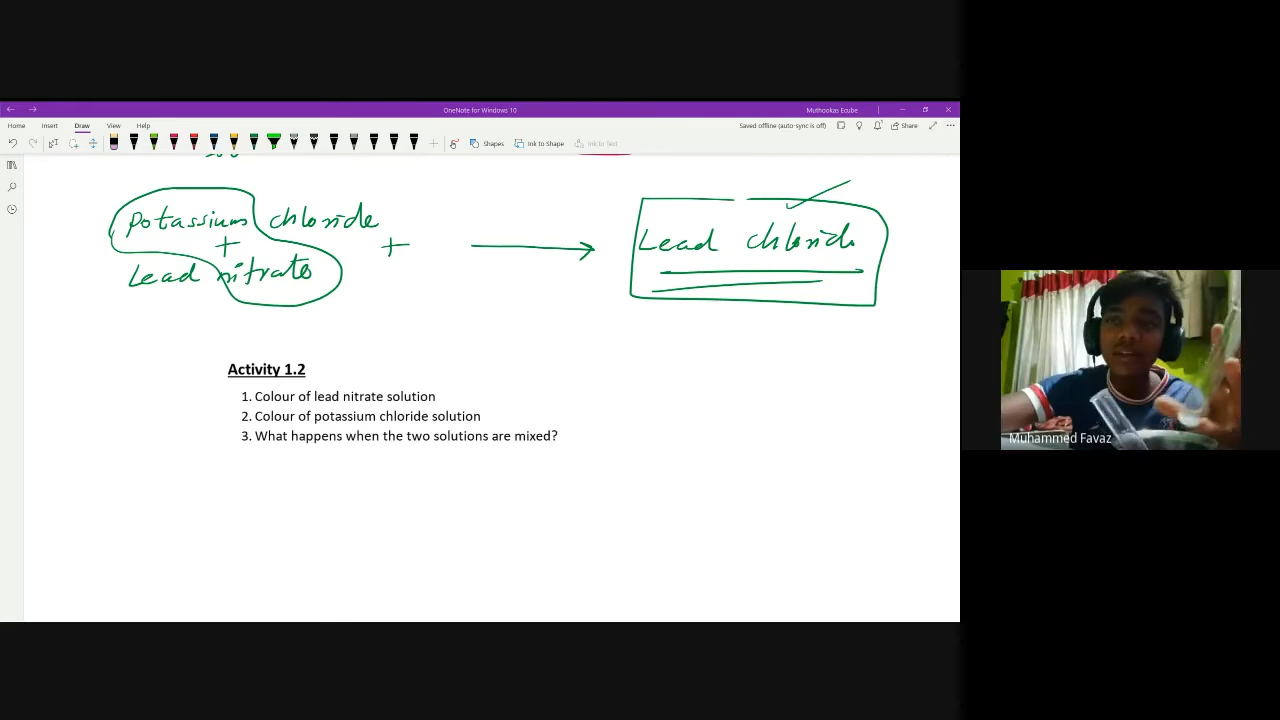 OneNote for Windows 10
Muthookas Ecube
Home Insert Draw View Help
Saved offline (auto-sync is off)
Share
Shapes
Ink to Shape
Ink to Text
potassium chloride
+
+
Lead nitrate
Lead chloride
Activity 1.2
1. Colour of lead nitrate solution
2. Colour of potassium chloride solution
3. What happens when the two solutions are mixed?
Muhammed Favaz